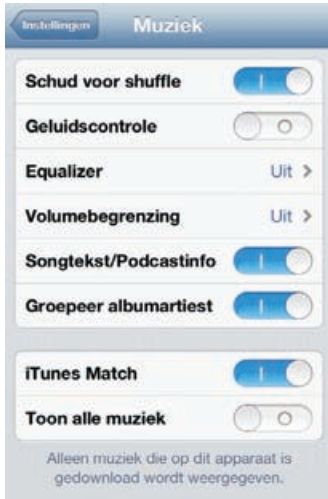 Instellingen Muziek
Schud voor shuffle
Geluidscontrole
Equalizer Uit
Volumebegrenzing Uit
Songtekst/Podcastinfo
Groepeer albumartiest
iTunes Match
Toon alle muziek
Alleen muziek die op dit apparaat is
gedownload wordt weergegeven.